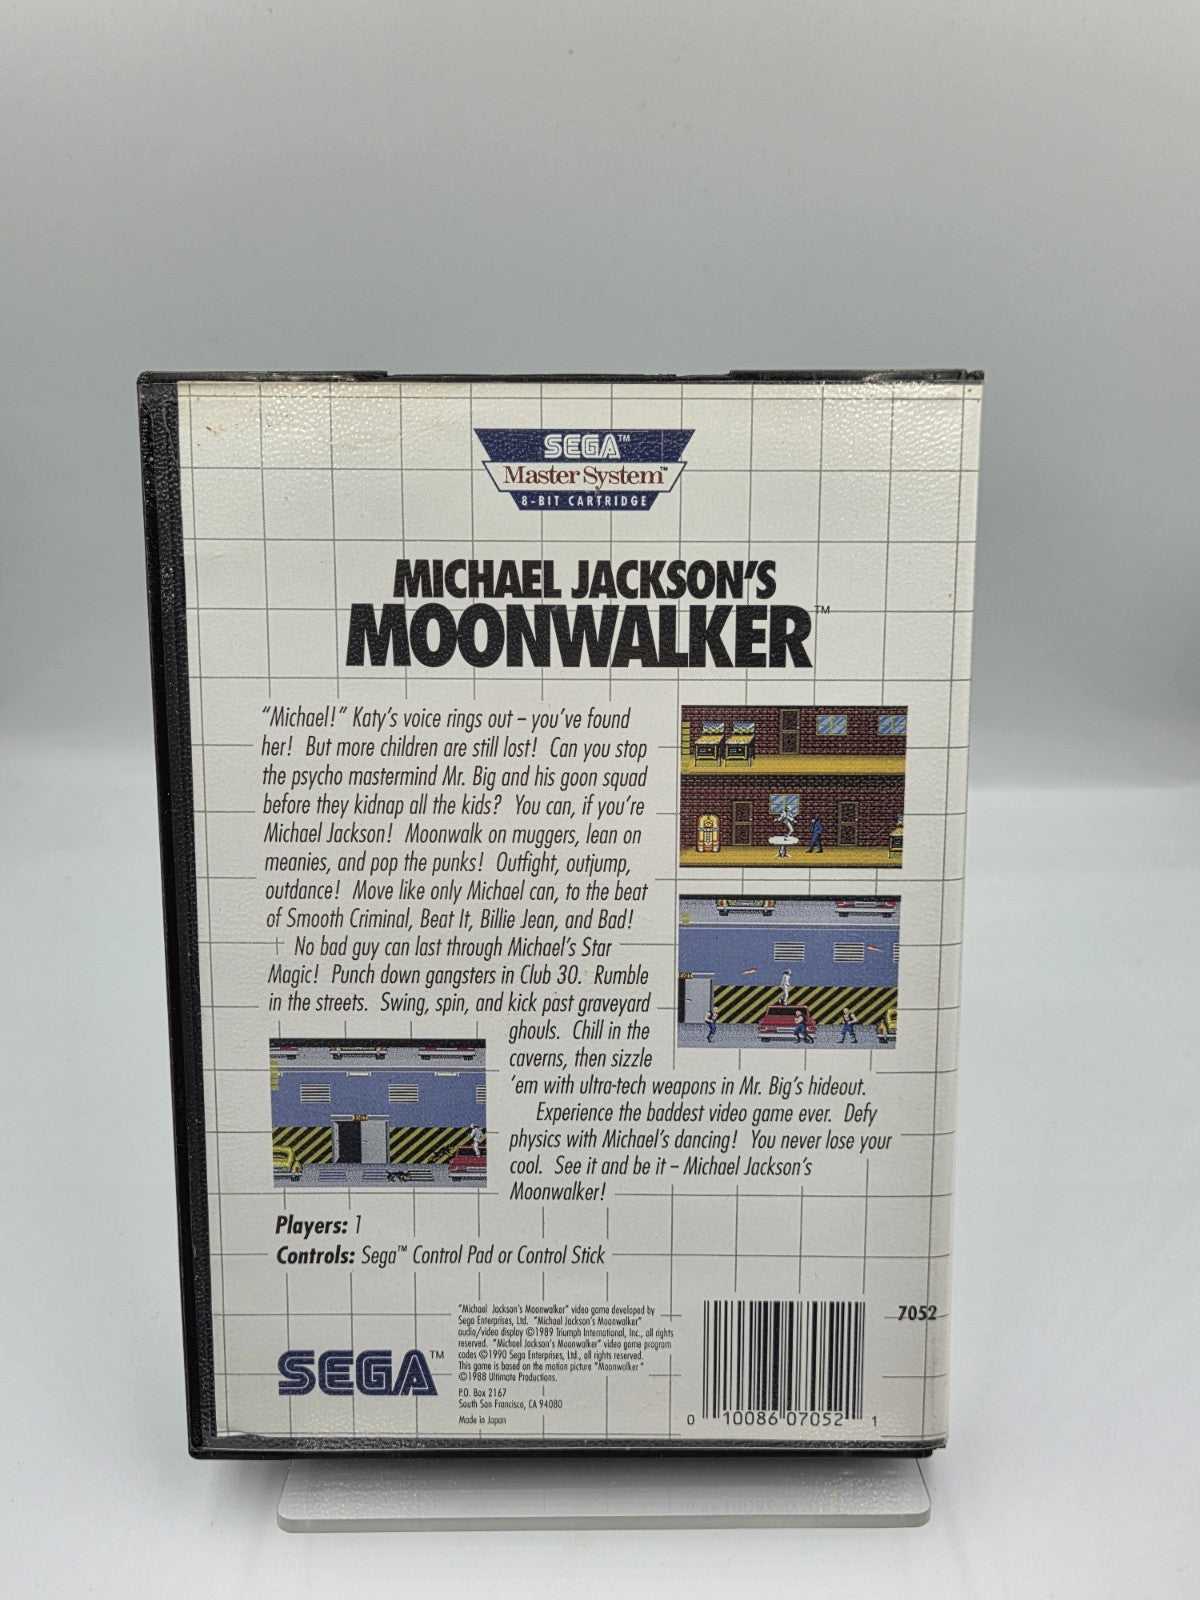 SEGA™
Master System™
8-BIT CARTRIDGE
MICHAEL JACKSON'S
MOONWALKER™
"Michael!" Katy's voice rings out – you've found
her! But more children are still lost! Can you stop
the psycho mastermind Mr. Big and his goon squad
before they kidnap all the kids? You can, if you're
Michael Jackson! Moonwalk on muggers, lean on
meanies, and pop the punks! Outfight, outjump,
outdance! Move like only Michael can, to the beat
of Smooth Criminal, Beat It, Billie Jean, and Bad!
No bad guy can last through Michael's Star
Magic! Punch down gangsters in Club 30. Rumble
in the streets. Swing, spin, and kick past graveyard
ghouls. Chill in the
caverns, then sizzle
'em with ultra-tech weapons in Mr. Big's hideout.
Experience the baddest video game ever. Defy
physics with Michael's dancing! You never lose your
cool. See it and be it – Michael Jackson's
Moonwalker!
Players: 1
Controls: Sega™ Control Pad or Control Stick
SEGA™
"Michael Jackson's Moonwalker" video game developed by
Sega Enterprises, Ltd. "Michael Jackson's Moonwalker"
audio/video display ©1989 Triumph International, Inc., all rights
reserved. "Michael Jackson's Moonwalker" video game program
codes ©1990 Sega Enterprises, Ltd., all rights reserved.
This game is based on the motion picture "Moonwalker"
©1988 Ultimate Productions.
P.O. Box 2167
South San Francisco, CA 94080
Made in Japan
7052
0 10086 07052 1